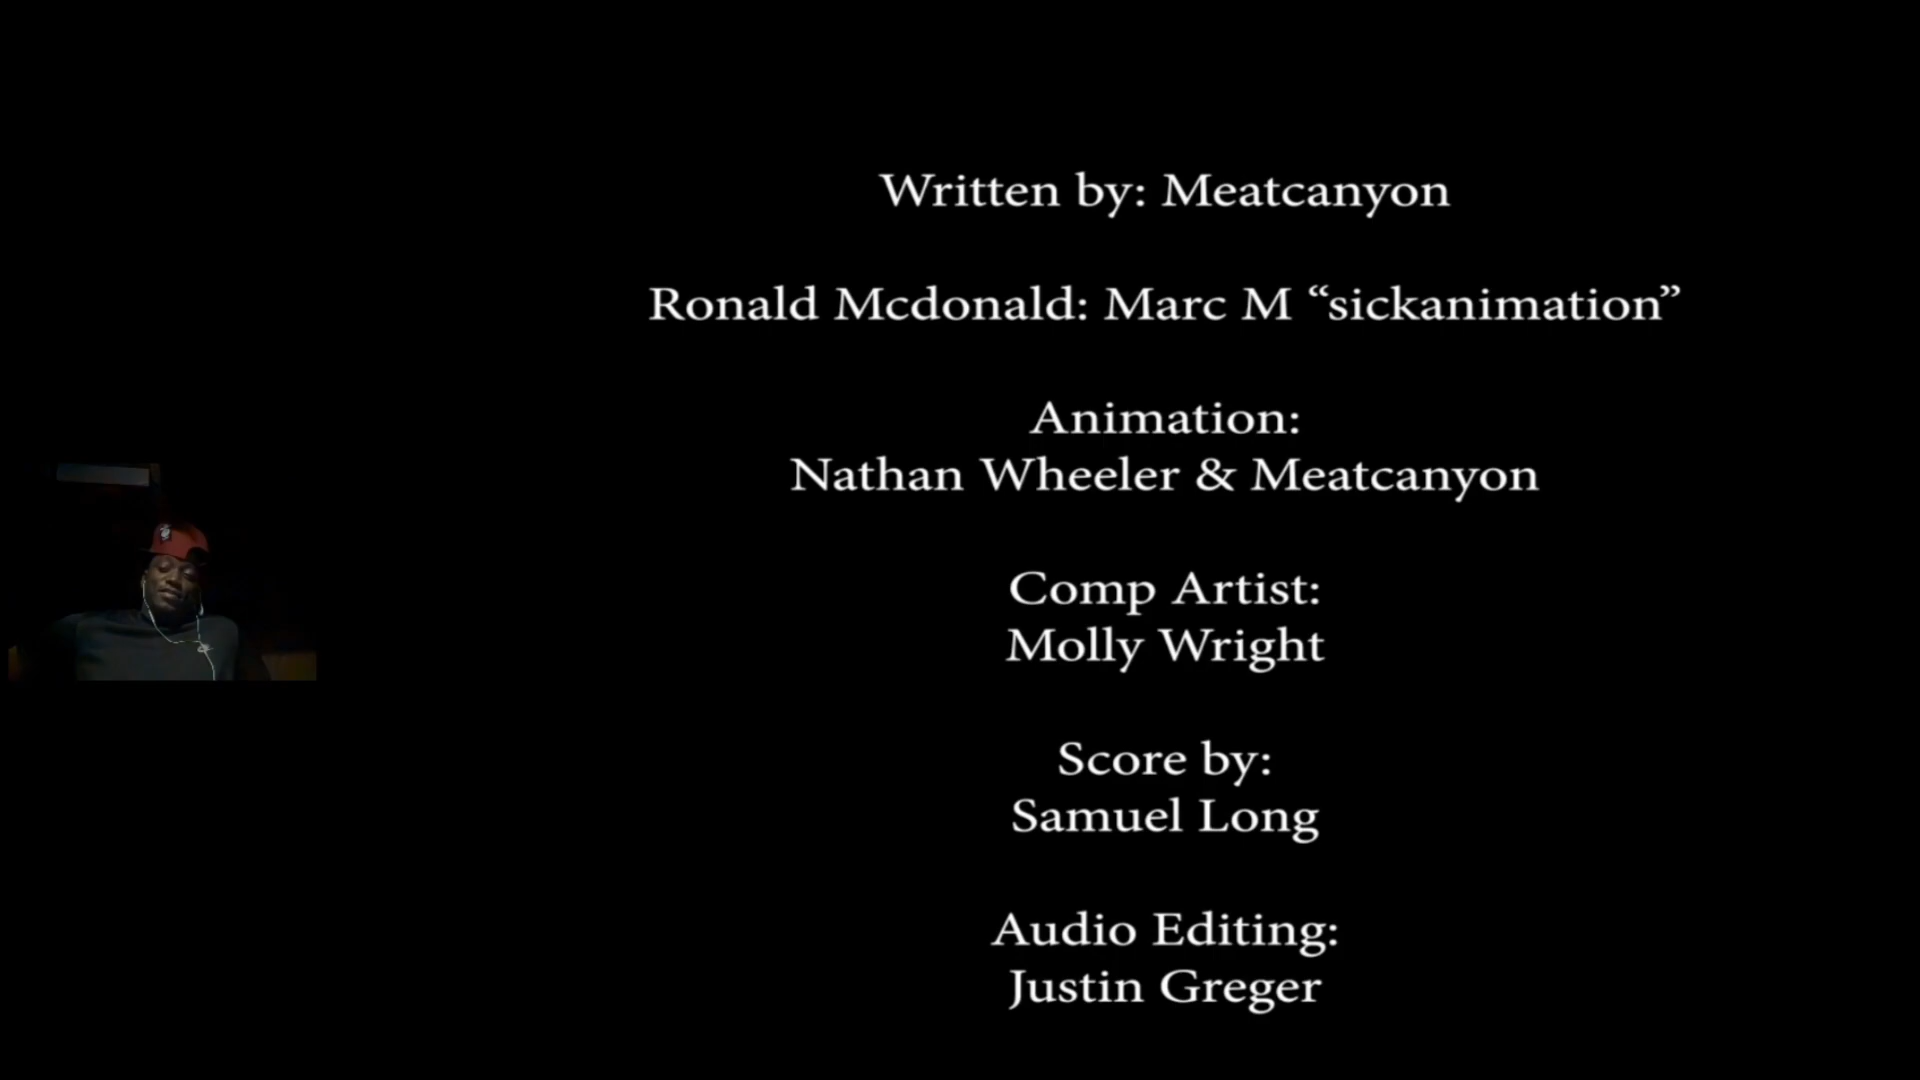 Written by: Meatcanyon
Ronald Mcdonald: Marc M “sickanimation”
Animation:
Nathan Wheeler & Meatcanyon
Comp Artist:
Molly Wright
Score by:
Samuel Long
Audio Editing:
Justin Greger